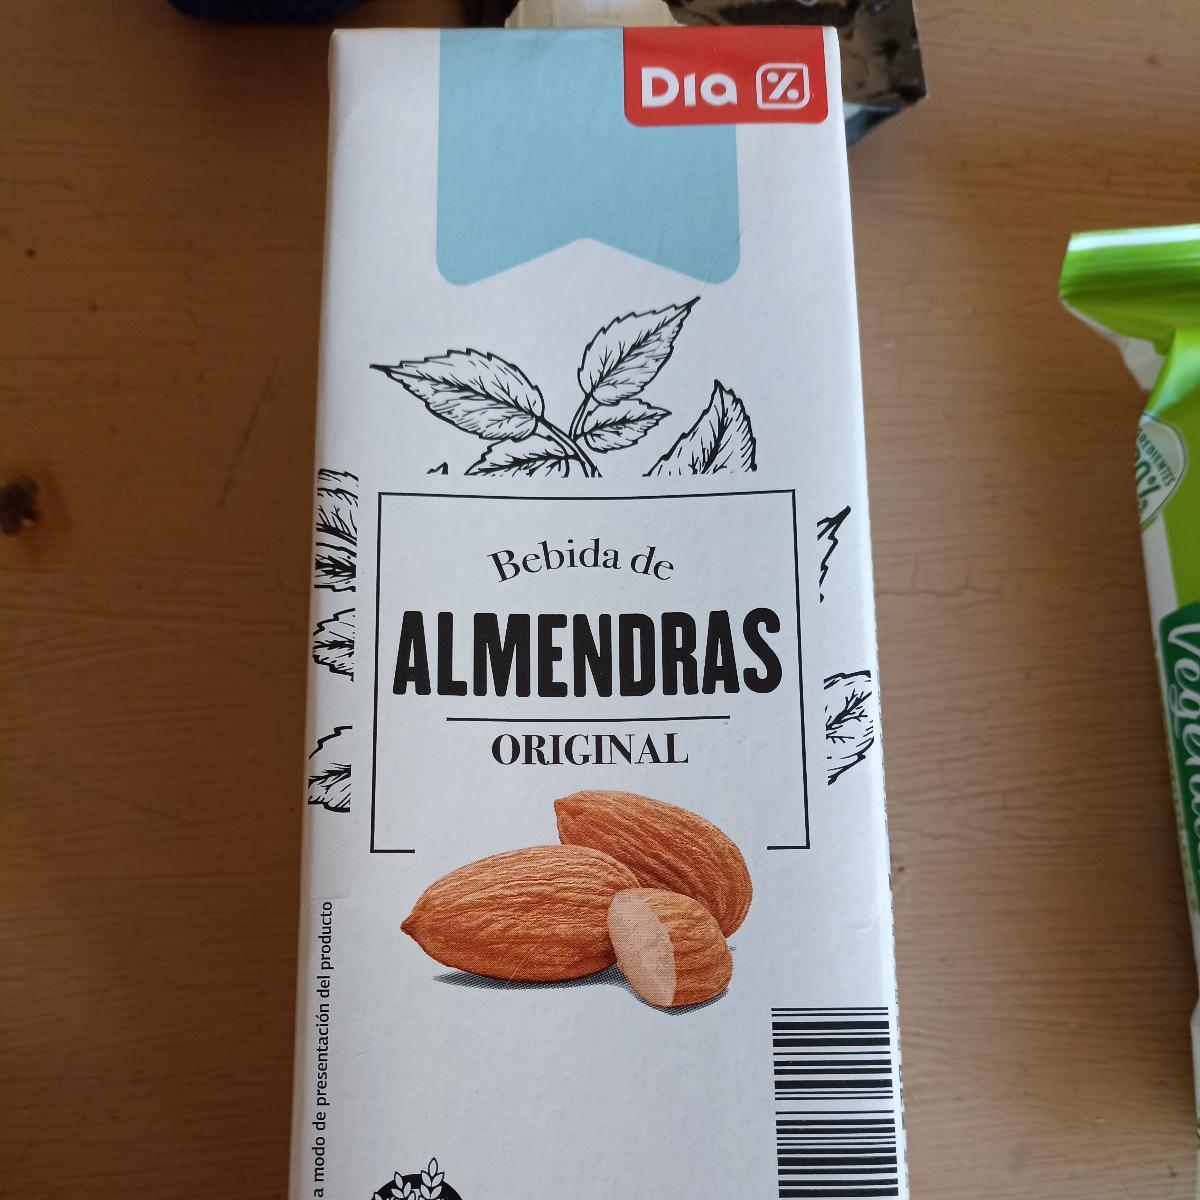 Dia %
Bebida de
ALMENDRAS
ORIGINAL
a modo de presentación del producto